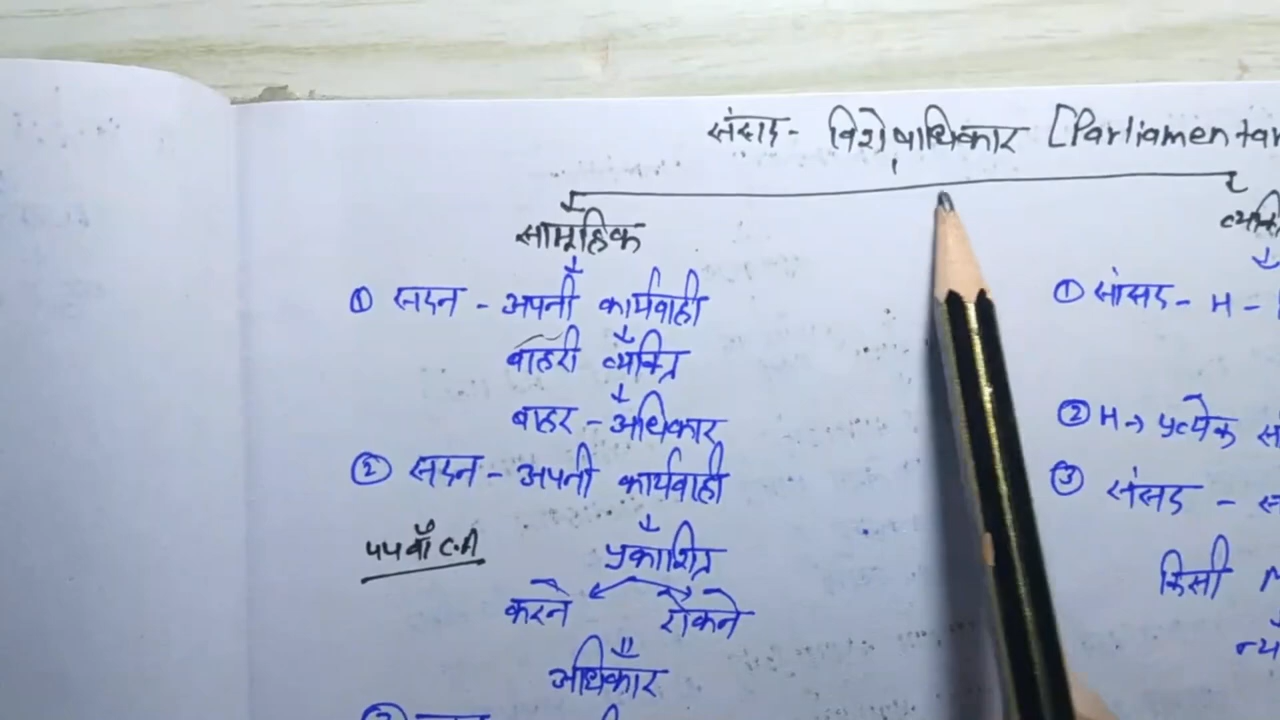 संसद - विशेषाधिकार [Parliamentar
सामूहिक
① सदन - अपनी कार्यवाही
बाहरी व्यक्ति
बाहर - अधिकार
② सदन - अपनी कार्यवाही
44वाँ C.A
प्रकाशित
करने रोकने
अधिकार
① सांसद - H -
② H → प्रत्येक स
③ संसद - स
किसी